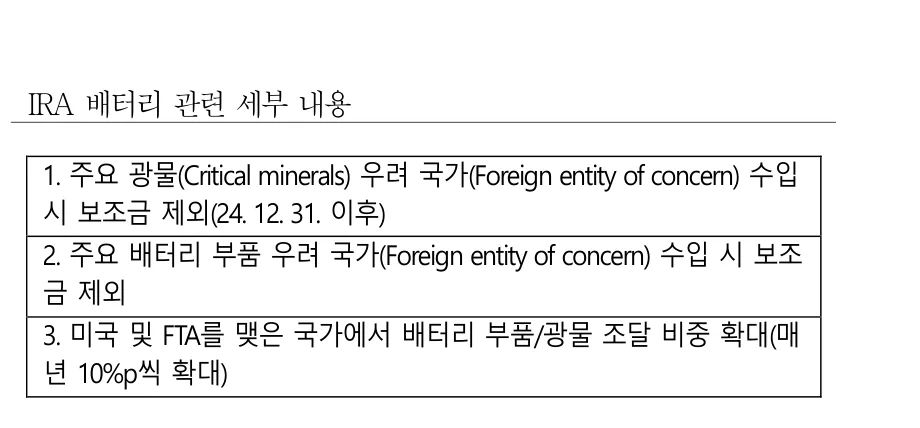 IRA 배터리 관련 세부 내용
1. 주요 광물(Critical minerals) 우려 국가(Foreign entity of concern) 수입
시 보조금 제외(24. 12. 31. 이후)
2. 주요 배터리 부품 우려 국가(Foreign entity of concern) 수입 시 보조
금 제외
3. 미국 및 FTA를 맺은 국가에서 배터리 부품/광물 조달 비중 확대(매
년 10%p씩 확대)